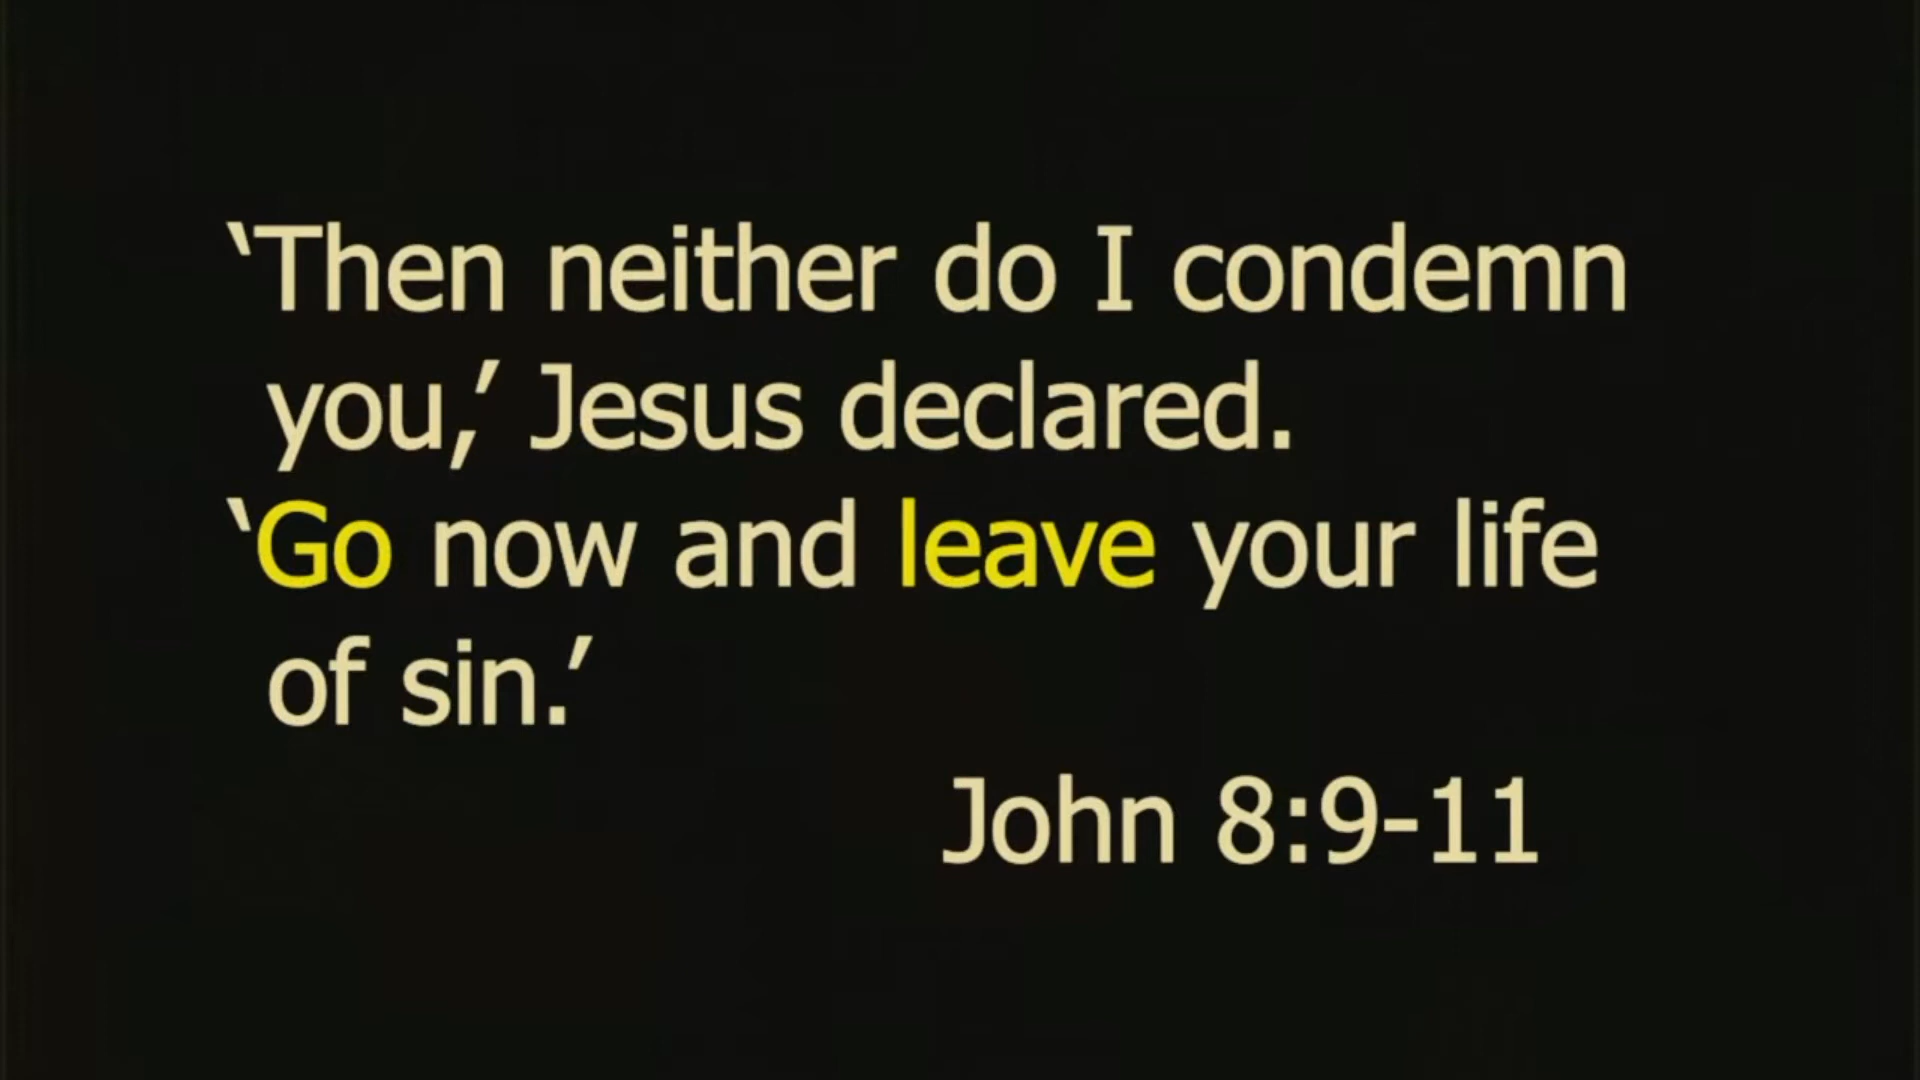 ‘Then neither do I condemn
you,’ Jesus declared.
‘Go now and leave your life
of sin.’
John 8:9-11